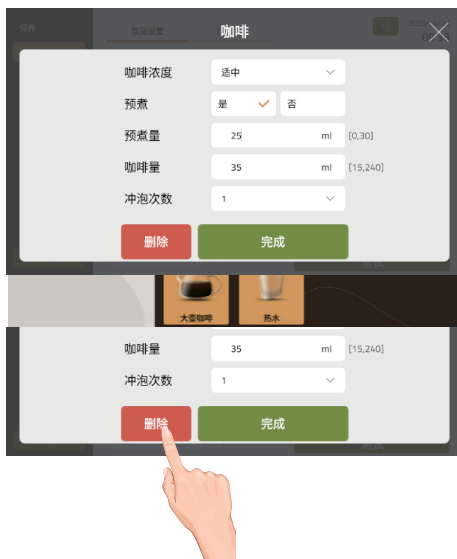 保养
饮品设置
咖啡
咖啡浓度 适中
预煮 是 否
预煮量 25 ml [0,30]
咖啡量 35 ml [15,240]
冲泡次数 1
删除 完成
大壶咖啡 热水
咖啡量 35 ml [15,240]
冲泡次数 1
删除 完成